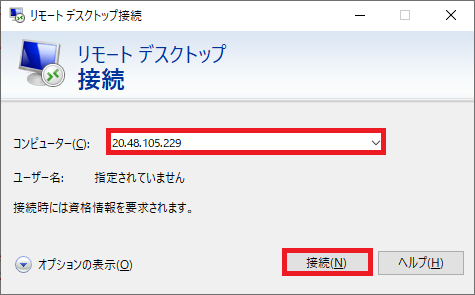 リモート デスクトップ接続
リモート デスクトップ
接続
コンピューター(C): 20.48.105.229
ユーザー名: 指定されていません
接続時には資格情報を要求されます。
オプションの表示(O) 接続(N) ヘルプ(H)